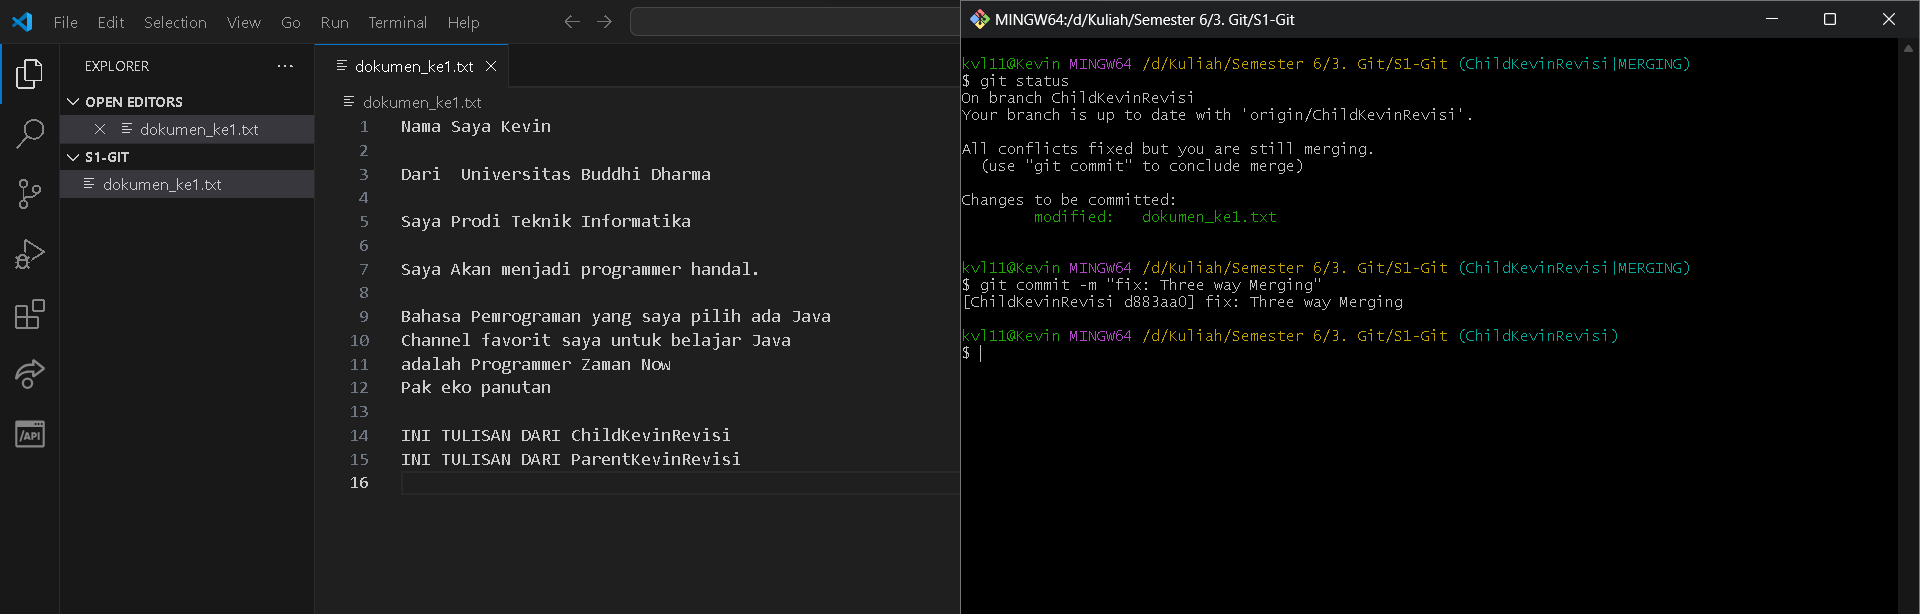 File Edit Selection View Go Run Terminal Help
EXPLORER
OPEN EDITORS
dokumen_ke1.txt
S1-GIT
dokumen_ke1.txt
/API
dokumen_ke1.txt
dokumen_ke1.txt
1 Nama Saya Kevin
2
3 Dari  Universitas Buddhi Dharma
4
5 Saya Prodi Teknik Informatika
6
7 Saya Akan menjadi programmer handal.
8
9 Bahasa Pemrograman yang saya pilih ada Java
10 Channel favorit saya untuk belajar Java
11 adalah Programmer Zaman Now
12 Pak eko panutan
13
14 INI TULISAN DARI ChildKevinRevisi
15 INI TULISAN DARI ParentKevinRevisi
16
MINGW64:/d/Kuliah/Semester 6/3. Git/S1-Git
kvl11@Kevin MINGW64 /d/Kuliah/Semester 6/3. Git/S1-Git (ChildKevinRevisi|MERGING)
$ git status
On branch ChildKevinRevisi
Your branch is up to date with 'origin/ChildKevinRevisi'.
All conflicts fixed but you are still merging.
(use "git commit" to conclude merge)
Changes to be committed:
modified:   dokumen_ke1.txt
kvl11@Kevin MINGW64 /d/Kuliah/Semester 6/3. Git/S1-Git (ChildKevinRevisi|MERGING)
$ git commit -m "fix: Three way Merging"
[ChildKevinRevisi d883aa0] fix: Three way Merging
kvl11@Kevin MINGW64 /d/Kuliah/Semester 6/3. Git/S1-Git (ChildKevinRevisi)
$